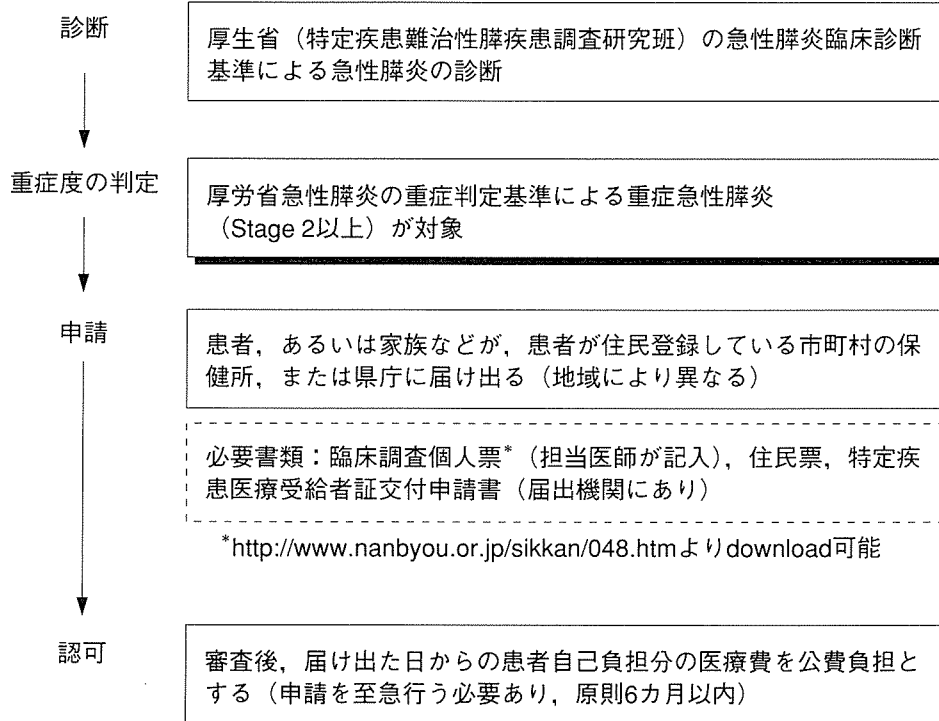 診断
厚生省（特定疾患難治性膵疾患調査研究班）の急性膵炎臨床診断
基準による急性膵炎の診断
重症度の判定
厚労省急性膵炎の重症判定基準による重症急性膵炎
（Stage 2以上）が対象
申請
患者，あるいは家族などが，患者が住民登録している市町村の保
健所，または県庁に届け出る（地域により異なる）
必要書類：臨床調査個人票*（担当医師が記入），住民票，特定疾
患医療受給者証交付申請書（届出機関にあり）
*http://www.nanbyou.or.jp/sikkan/048.htmよりdownload可能
認可
審査後，届け出た日からの患者自己負担分の医療費を公費負担と
する（申請を至急行う必要あり，原則6カ月以内）